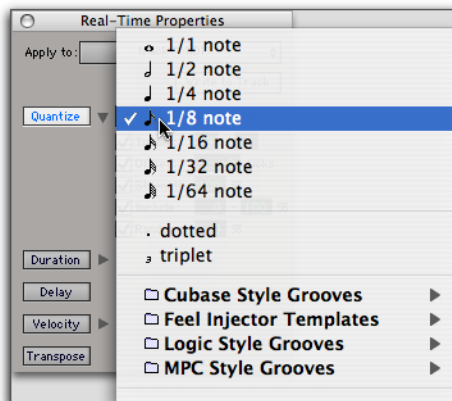 Real-Time Properties
Apply to:
1/1 note
1/2 note
1/4 note
Quantize
1/8 note
1/16 note
1/32 note
1/64 note
. dotted
3 triplet
Duration
Delay
Cubase Style Grooves
Feel Injector Templates
Velocity
Logic Style Grooves
Transpose
MPC Style Grooves